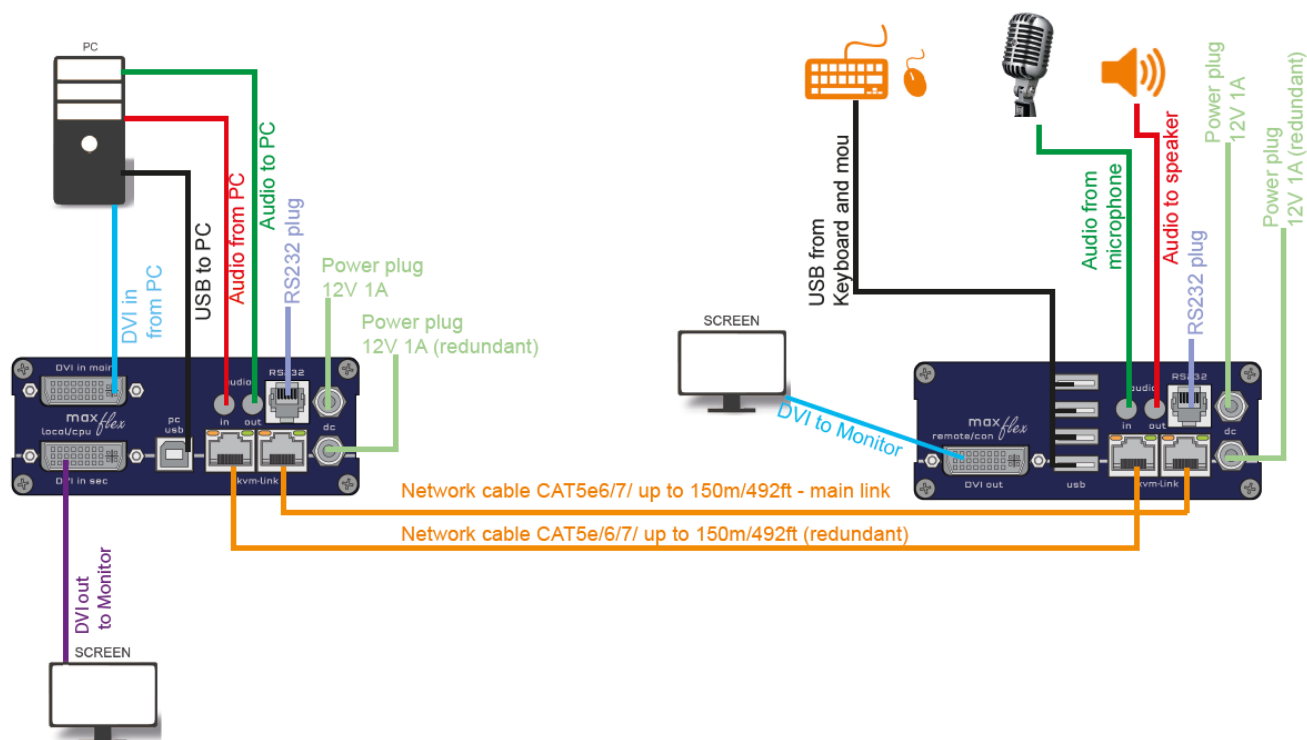 PC
Audio to PC
Audio from PC
USB to PC
DVI in
from PC
RS232 plug
Power plug
12V 1A
Power plug
12V 1A (redundant)
DVI in main
audio
RS232
max flex
local/cpu
pc
usb
in
out
dc
DVI in sec
kvm-link
DVI out
to Monitor
SCREEN
Network cable CAT5e6/7/ up to 150m/492ft - main link
Network cable CAT5e/6/7/ up to 150m/492ft (redundant)
SCREEN
DVI to Monitor
USB from
Keyboard and mou
Audio from
microphone
Audio to speaker
RS232 plug
Power plug
12V 1A
Power plug
12V 1A (redundant)
audio
RS232
max flex
remote/con
in
out
dc
DVI out
usb
kvm-link